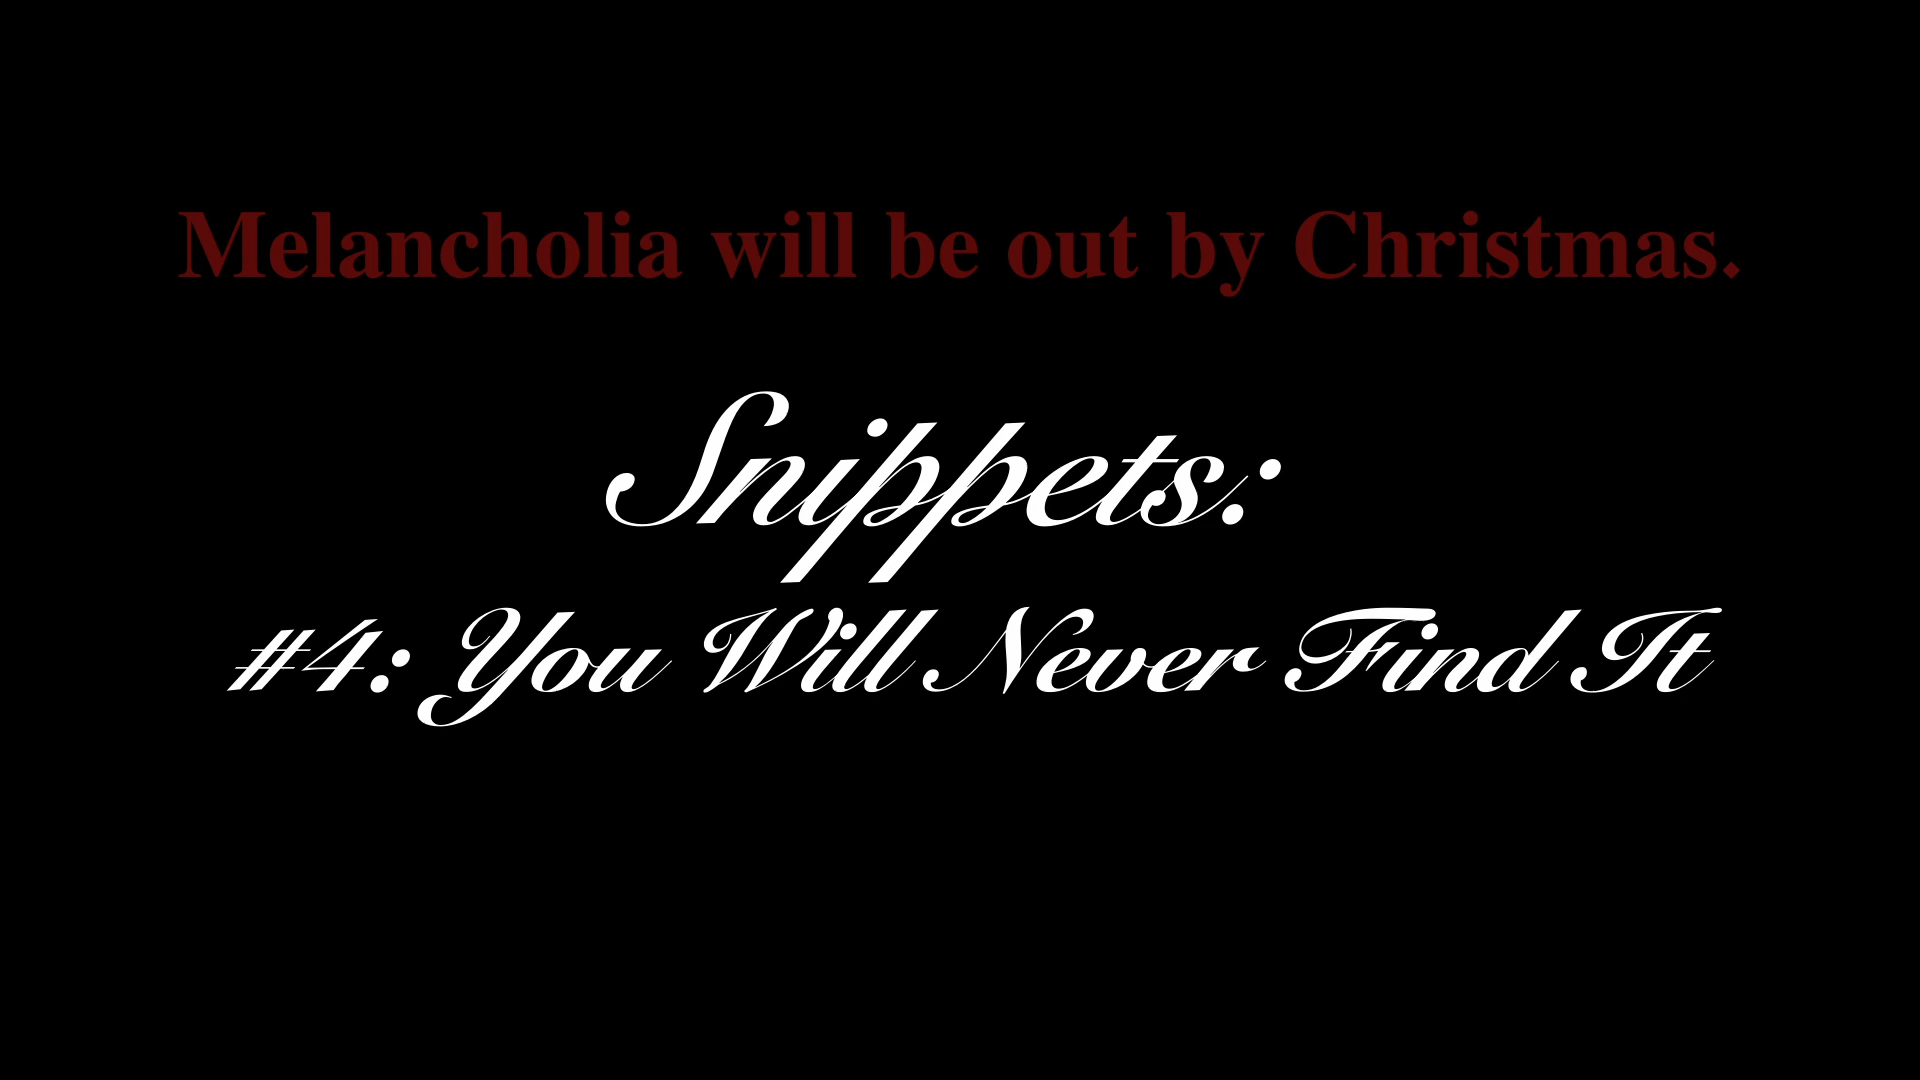 Melancholia will be out by Christmas.
Snippets:
#4: You Will Never Find It